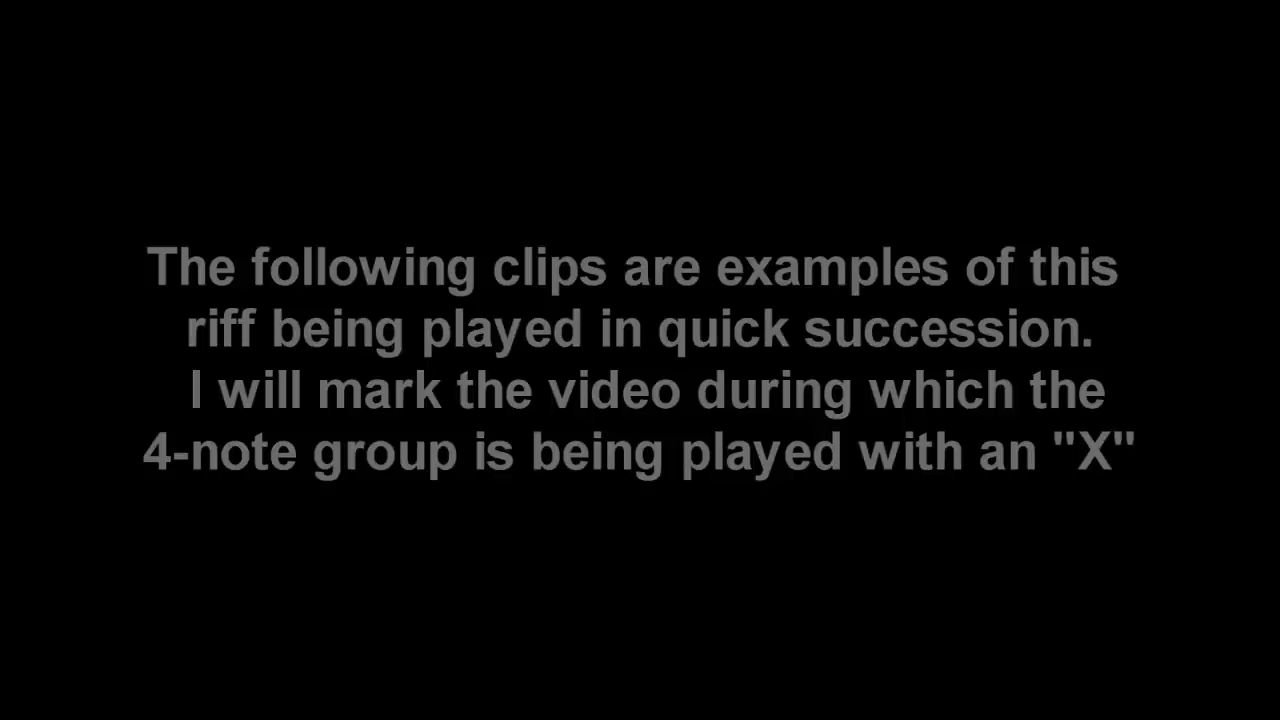 The following clips are examples of this
riff being played in quick succession.
I will mark the video during which the
4-note group is being played with an "X"